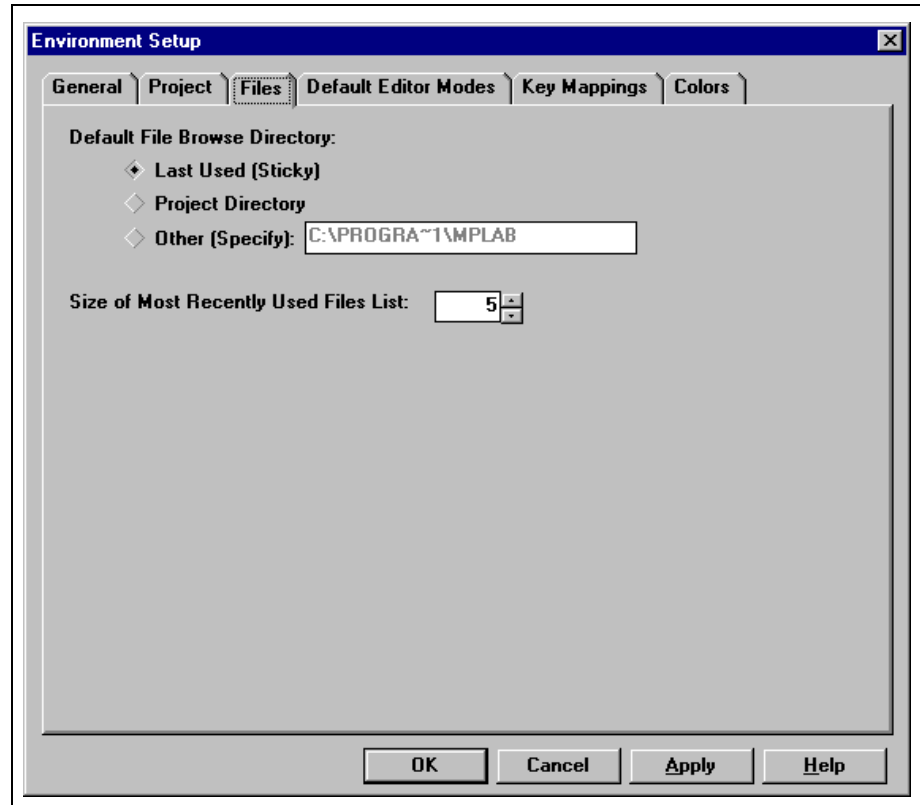 Environment Setup
General Project Files Default Editor Modes Key Mappings Colors
Default File Browse Directory:
Last Used (Sticky)
Project Directory
Other (Specify): C:\PROGRA~1\MPLAB
Size of Most Recently Used Files List: 5
OK Cancel Apply Help